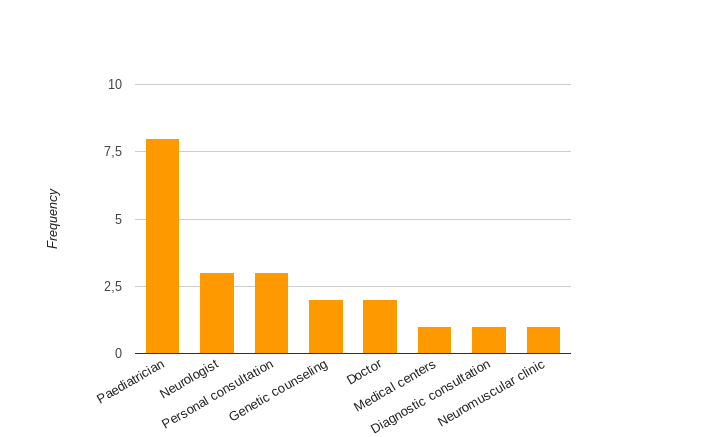 10
7,5
5
2,5
0
Frequency
Paediatrician
Neurologist
Personal consultation
Genetic counseling
Doctor
Medical centers
Diagnostic consultation
Neuromuscular clinic